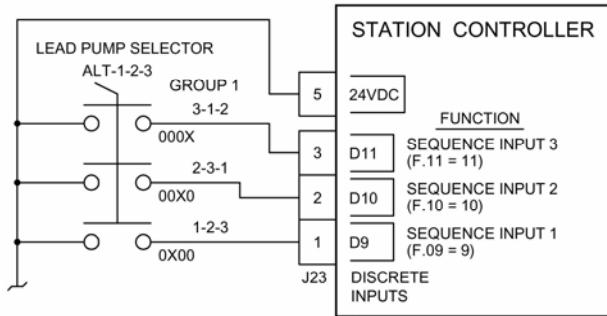 STATION CONTROLLER
LEAD PUMP SELECTOR
ALT-1-2-3
GROUP 1
5
24VDC
FUNCTION
3-1-2
000X
3
D11
SEQUENCE INPUT 3
(F.11 = 11)
2-3-1
00X0
2
D10
SEQUENCE INPUT 2
(F.10 = 10)
1-2-3
0X00
1
D9
SEQUENCE INPUT 1
(F.09 = 9)
J23
DISCRETE
INPUTS